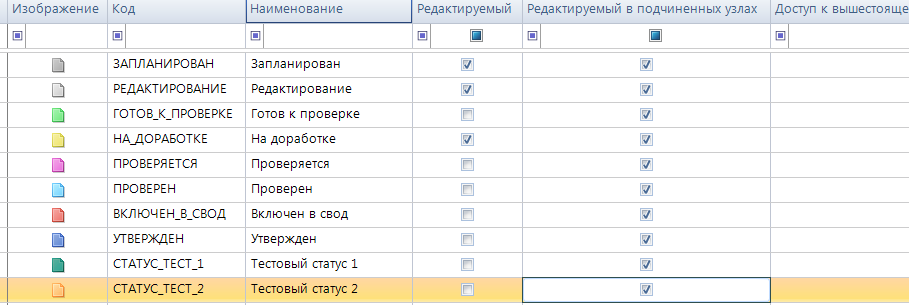 Изображение Код Наименование Редактируемый Редактируемый в подчиненных узлах Доступ к вышестояще
ЗАПЛАНИРОВАН Запланирован
РЕДАКТИРОВАНИЕ Редактирование
ГОТОВ_К_ПРОВЕРКЕ Готов к проверке
НА_ДОРАБОТКЕ На доработке
ПРОВЕРЯЕТСЯ Проверяется
ПРОВЕРЕН Проверен
ВКЛЮЧЕН_В_СВОД Включен в свод
УТВЕРЖДЕН Утвержден
СТАТУС_ТЕСТ_1 Тестовый статус 1
СТАТУС_ТЕСТ_2 Тестовый статус 2